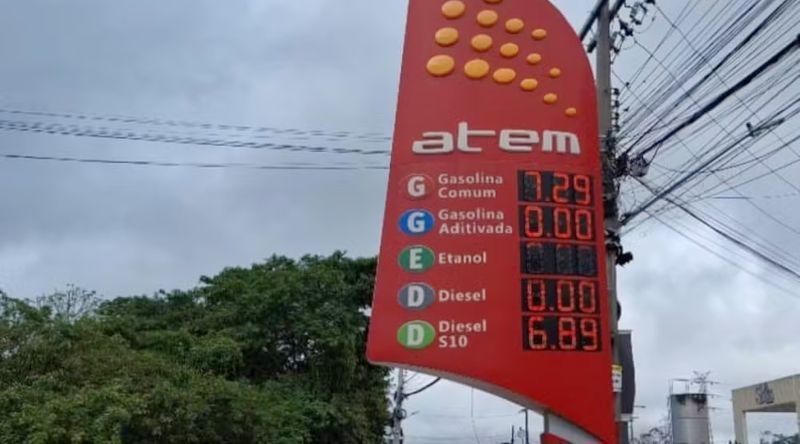 atem
G Gasolina Comum 7.29
G Gasolina Aditivada 0.00
E Etanol
D Diesel 0.00
D Diesel S10 6.89